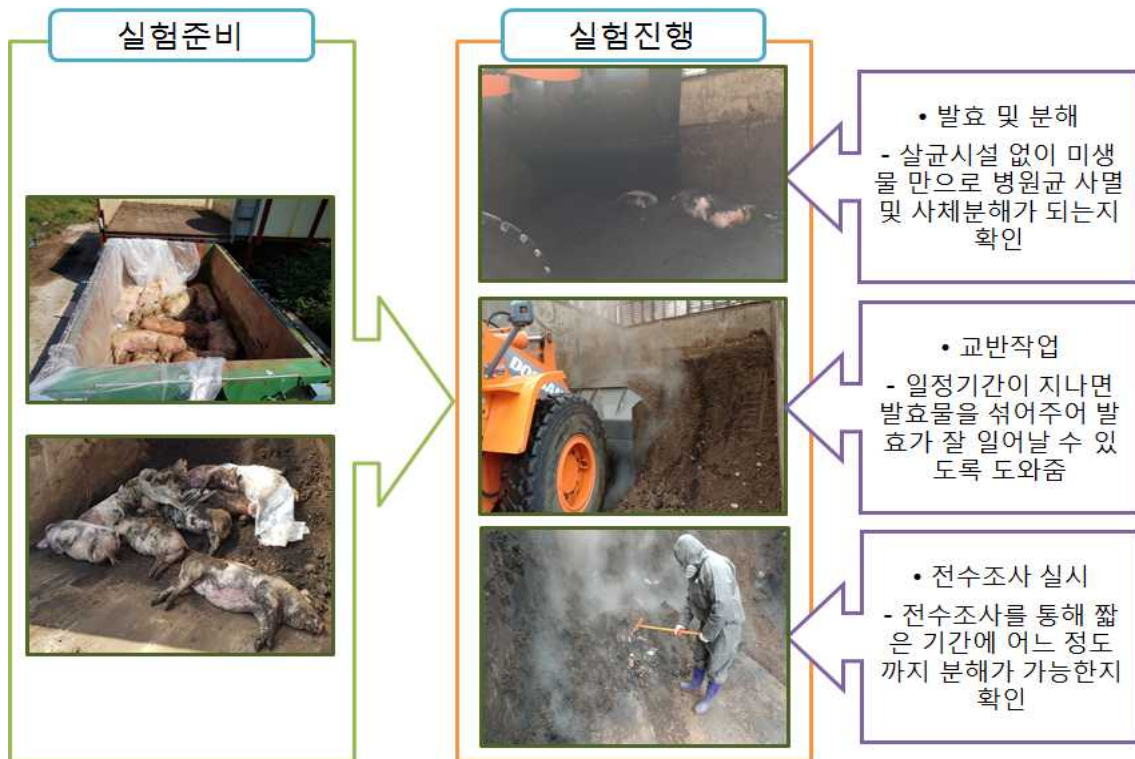 실험준비
실험진행
• 발효 및 분해
- 살균시설 없이 미생
물 만으로 병원균 사멸
및 사체분해가 되는지
확인
• 교반작업
- 일정기간이 지나면
발효물을 섞어주어 발
효가 잘 일어날 수 있
도록 도와줌
• 전수조사 실시
- 전수조사를 통해 짧
은 기간에 어느 정도
까지 분해가 가능한지
확인